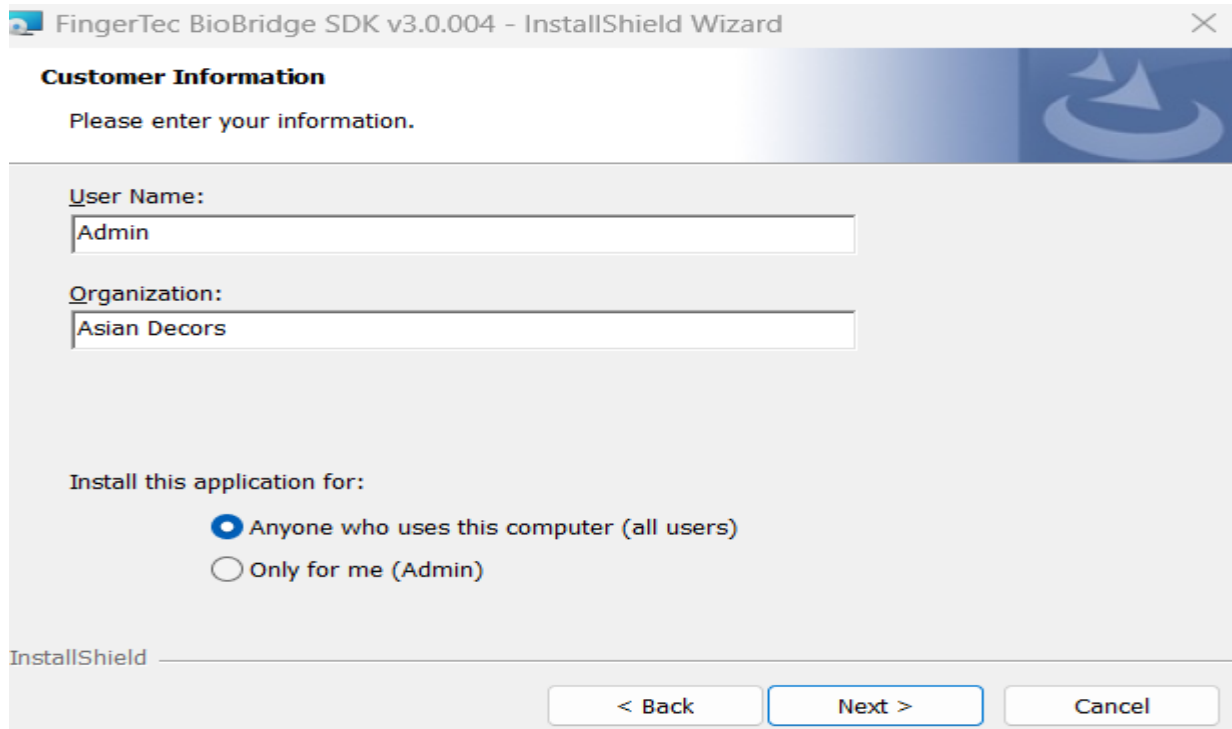 FingerTec BioBridge SDK v3.0.004 - InstallShield Wizard
Customer Information
Please enter your information.
User Name:
Admin
Organization:
Asian Decors
Install this application for:
Anyone who uses this computer (all users)
Only for me (Admin)
InstallShield
< Back Next > Cancel